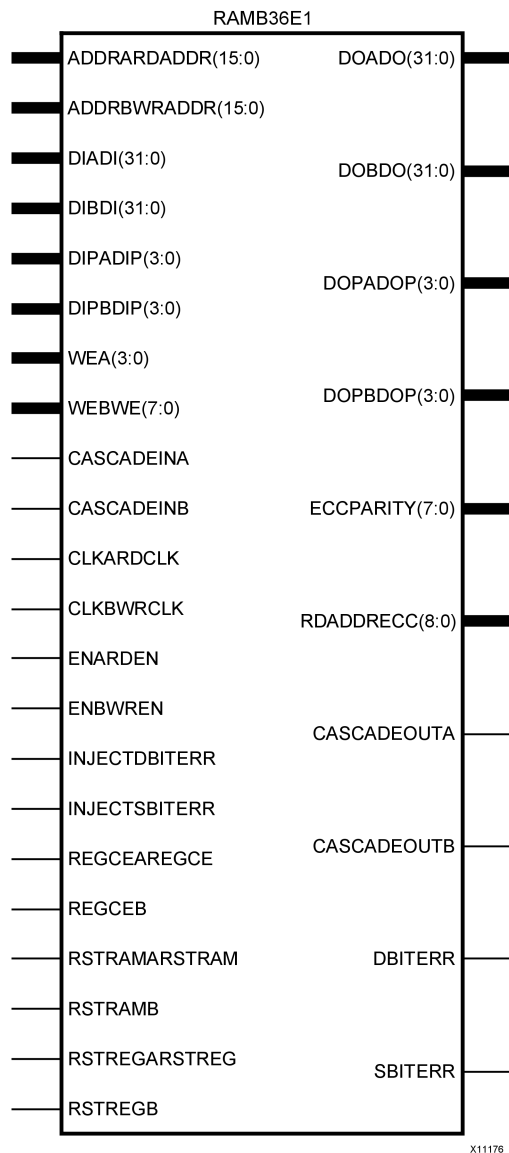 RAMB36E1
ADDRARDADDR(15:0)
ADDRBWRADDR(15:0)
DIADI(31:0)
DIBDI(31:0)
DIPADIP(3:0)
DIPBDIP(3:0)
WEA(3:0)
WEBWE(7:0)
CASCADEINA
CASCADEINB
CLKARDCLK
CLKBWRCLK
ENARDEN
ENBWREN
INJECTDBITERR
INJECTSBITERR
REGCEAREGCE
REGCEB
RSTRAMARSTRAM
RSTRAMB
RSTREGARSTREG
RSTREGB
DOADO(31:0)
DOBDO(31:0)
DOPADOP(3:0)
DOPBDOP(3:0)
ECCPARITY(7:0)
RDADDRECC(8:0)
CASCADEOUTA
CASCADEOUTB
DBITERR
SBITERR
X11176